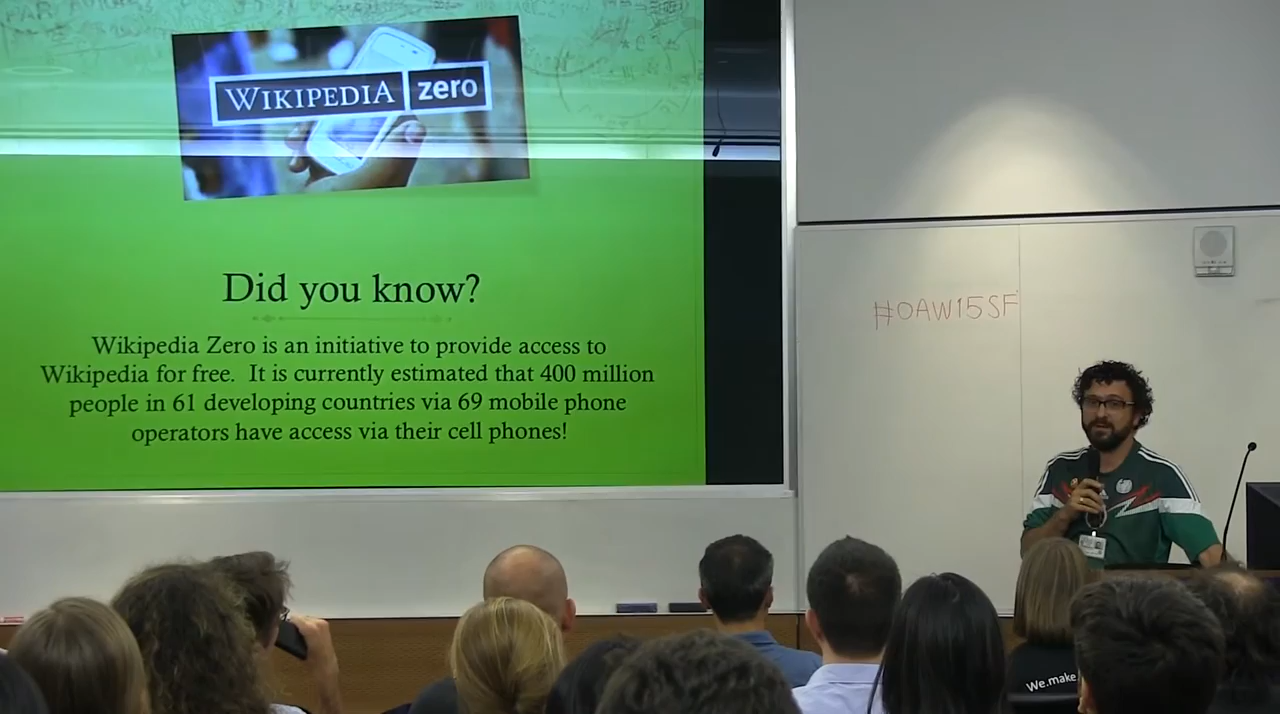 WIKIPEDIA zero
Did you know?
Wikipedia Zero is an initiative to provide access to
Wikipedia for free. It is currently estimated that 400 million
people in 61 developing countries via 69 mobile phone
operators have access via their cell phones!
#OAW15SF
We.make